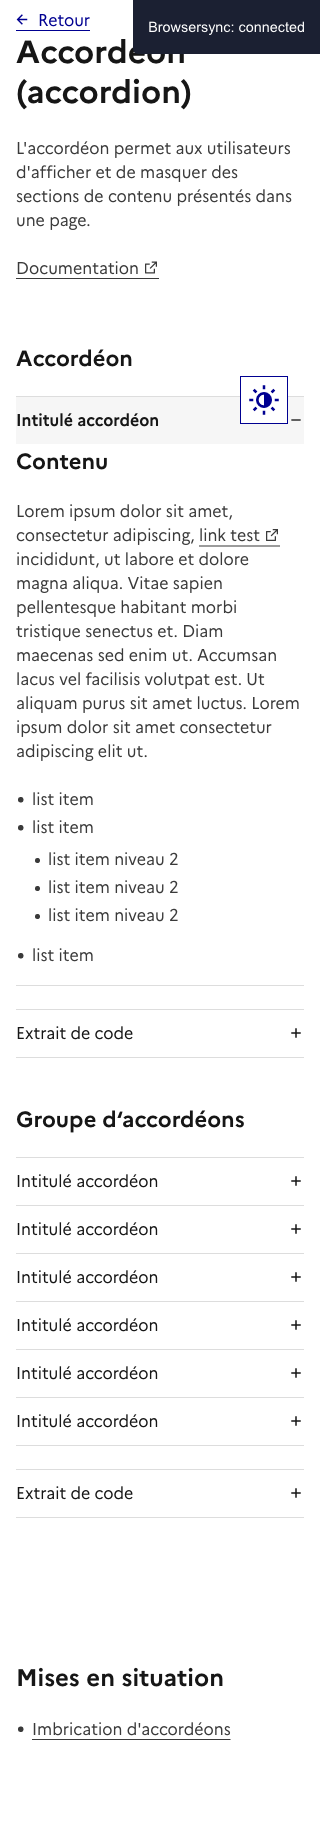 Retour
Browsersync: connected
Accordéon
(accordion)
L'accordéon permet aux utilisateurs
d'afficher et de masquer des
sections de contenu présentés dans
une page.
Documentation
Accordéon
Intitulé accordéon
Contenu
Lorem ipsum dolor sit amet,
consectetur adipiscing, link test
incididunt, ut labore et dolore
magna aliqua. Vitae sapien
pellentesque habitant morbi
tristique senectus et. Diam
maecenas sed enim ut. Accumsan
lacus vel facilisis volutpat est. Ut
aliquam purus sit amet luctus. Lorem
ipsum dolor sit amet consectetur
adipiscing elit ut.
• list item
• list item
• list item niveau 2
• list item niveau 2
• list item niveau 2
• list item
Extrait de code
Groupe d‘accordéons
Intitulé accordéon
Intitulé accordéon
Intitulé accordéon
Intitulé accordéon
Intitulé accordéon
Intitulé accordéon
Extrait de code
Mises en situation
• Imbrication d'accordéons